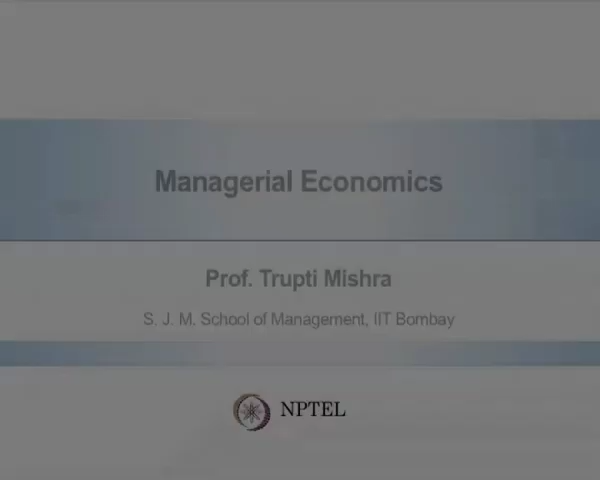 Managerial Economics
Prof. Trupti Mishra
S. J. M. School of Management, IIT Bombay
NPTEL